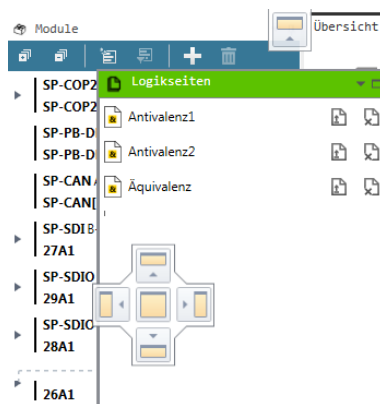 Module
Übersicht
Logikseiten
SP-COP2
SP-COP2
Antivalenz1
SP-PB-D
SP-PB-D
Antivalenz2
SP-CAN
SP-CAN[
Äquivalenz
SP-SDI B-
27A1
SP-SDIO
29A1
SP-SDIO
28A1
26A1